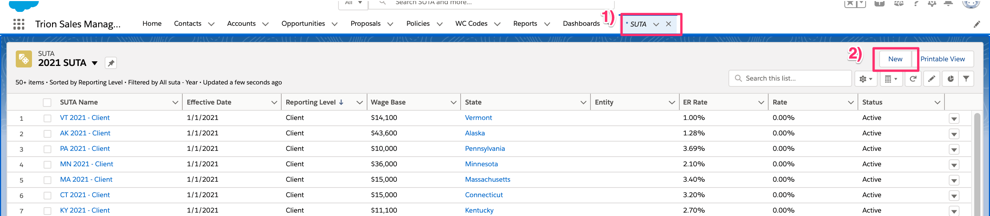 All
Search SUTA and more...
1)
Trion Sales Manag... Home Contacts Accounts Opportunities Proposals Policies WC Codes Reports Dashboards * SUTA
2)
SUTA
2021 SUTA
New Printable View
50+ items • Sorted by Reporting Level • Filtered by All suta - Year • Updated a few seconds ago
Search this list...
SUTA Name Effective Date Reporting Level ↓ Wage Base State Entity ER Rate Rate Status
1 VT 2021 - Client 1/1/2021 Client $14,100 Vermont 1.00% 0.00% Active
2 AK 2021 - Client 1/1/2021 Client $43,600 Alaska 1.28% 0.00% Active
3 PA 2021 - Client 1/1/2021 Client $10,000 Pennsylvania 3.69% 0.00% Active
4 MN 2021 - Client 1/1/2021 Client $36,000 Minnesota 2.10% 0.00% Active
5 MA 2021 - Client 1/1/2021 Client $15,000 Massachusetts 3.40% 0.00% Active
6 CT 2021 - Client 1/1/2021 Client $15,000 Connecticut 3.20% 0.00% Active
7 KY 2021 - Client 1/1/2021 Client $11,100 Kentucky 2.70% 0.00% Active